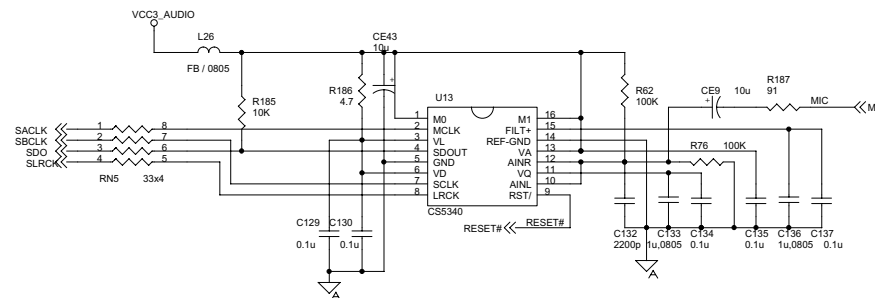 VCC3_AUDIO
L26
FB / 0805
CE43
10u
R185
10K
R186
4.7
U13
R62
100K
CE9
10u
R187
91
MIC
M
+
+
SACLK
SBCLK
SDO
SLRCK
1
2
3
4
8
7
6
5
RN5
33x4
1
2
3
4
5
6
7
8
M0
MCLK
VL
SDOUT
GND
VD
SCLK
LRCK
M1
FILT+
REF-GND
VA
AINR
VQ
AINL
RST/
16
15
14
13
12
11
10
9
CS5340
R76
100K
RESET#
RESET#
C129
0.1u
C130
0.1u
C132
2200p
C133
1u,0805
C134
0.1u
C135
0.1u
C136
1u,0805
C137
0.1u
A
A